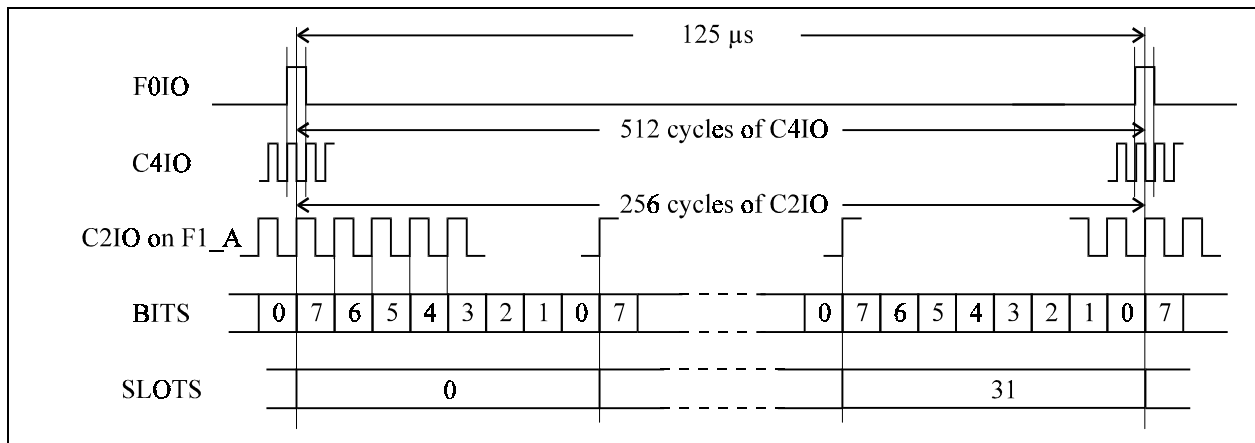 125 µs
F0IO
512 cycles of C4IO
C4IO
256 cycles of C2IO
C2IO on F1_A
BITS 0 7 6 5 4 3 2 1 0 7 0 7 6 5 4 3 2 1 0 7
SLOTS 0 31